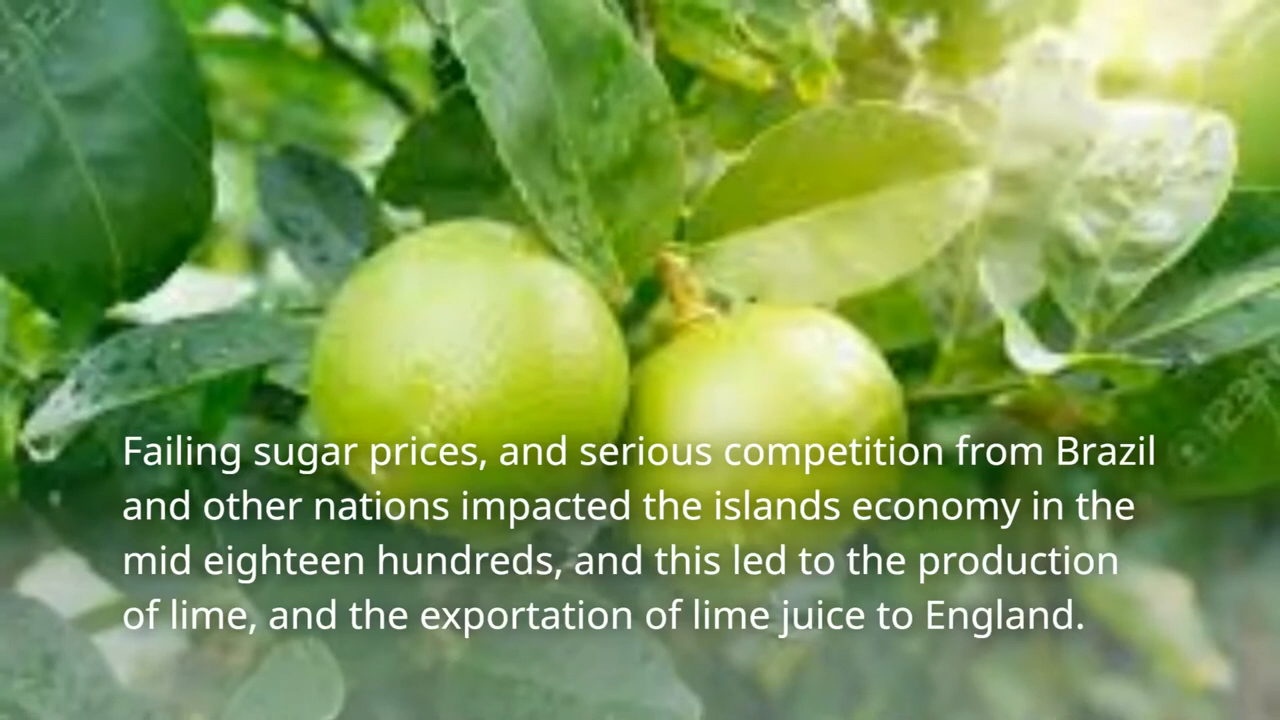 Failing sugar prices, and serious competition from Brazil
and other nations impacted the islands economy in the
mid eighteen hundreds, and this led to the production
of lime, and the exportation of lime juice to England.